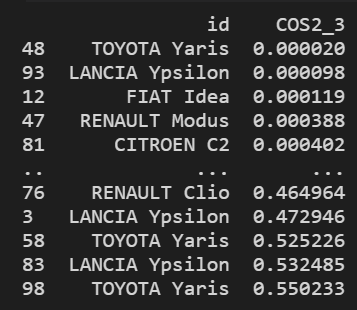 id COS2_3
48 TOYOTA Yaris 0.000020
93 LANCIA Ypsilon 0.000098
12 FIAT Idea 0.000119
47 RENAULT Modus 0.000388
81 CITROEN C2 0.000402
.. ... ...
76 RENAULT Clio 0.464964
3 LANCIA Ypsilon 0.472946
58 TOYOTA Yaris 0.525226
83 LANCIA Ypsilon 0.532485
98 TOYOTA Yaris 0.550233